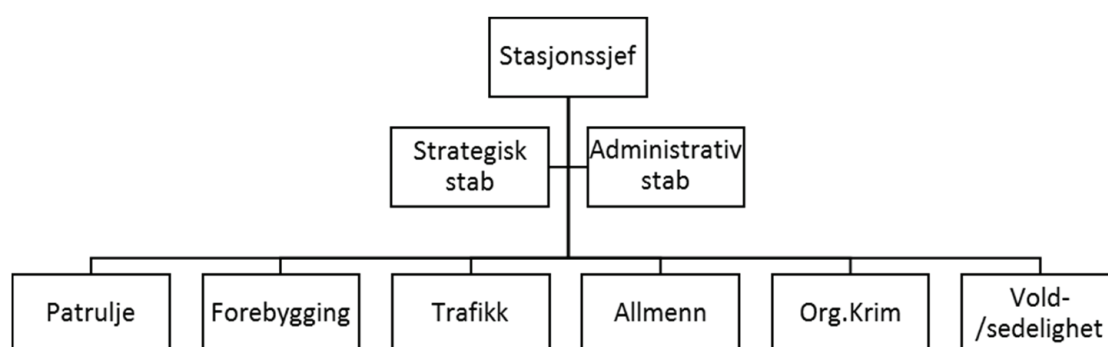 Stasjonssjef
Strategisk
stab
Administrativ
stab
Patrulje
Forebygging
Trafikk
Allmenn
Org.Krim
Vold-
/sedelighet